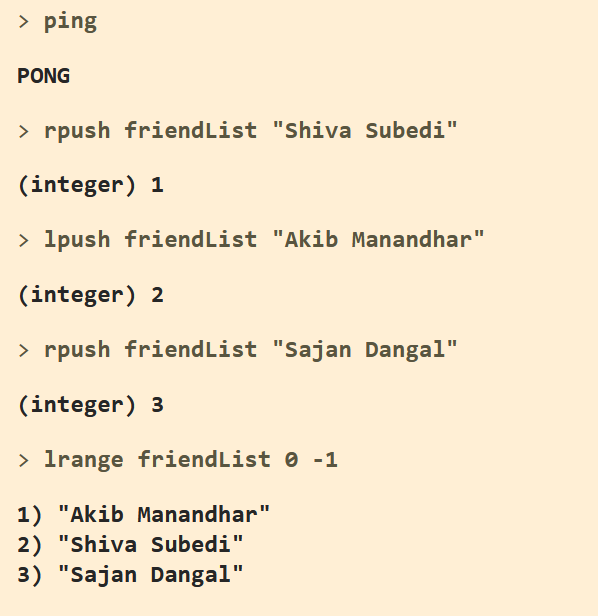 > ping
PONG
> rpush friendList "Shiva Subedi"
(integer) 1
> lpush friendList "Akib Manandhar"
(integer) 2
> rpush friendList "Sajan Dangal"
(integer) 3
> lrange friendList 0 -1
1) "Akib Manandhar"
2) "Shiva Subedi"
3) "Sajan Dangal"